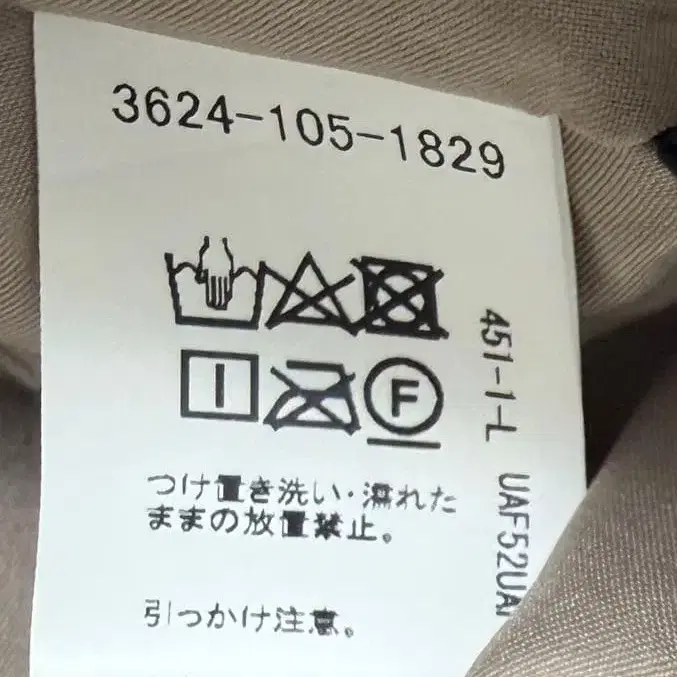 3624-105-1829
F
つけ置き洗い・濡れた
ままの放置禁止。
引っかけ注意。
451-1-L UAF52UA